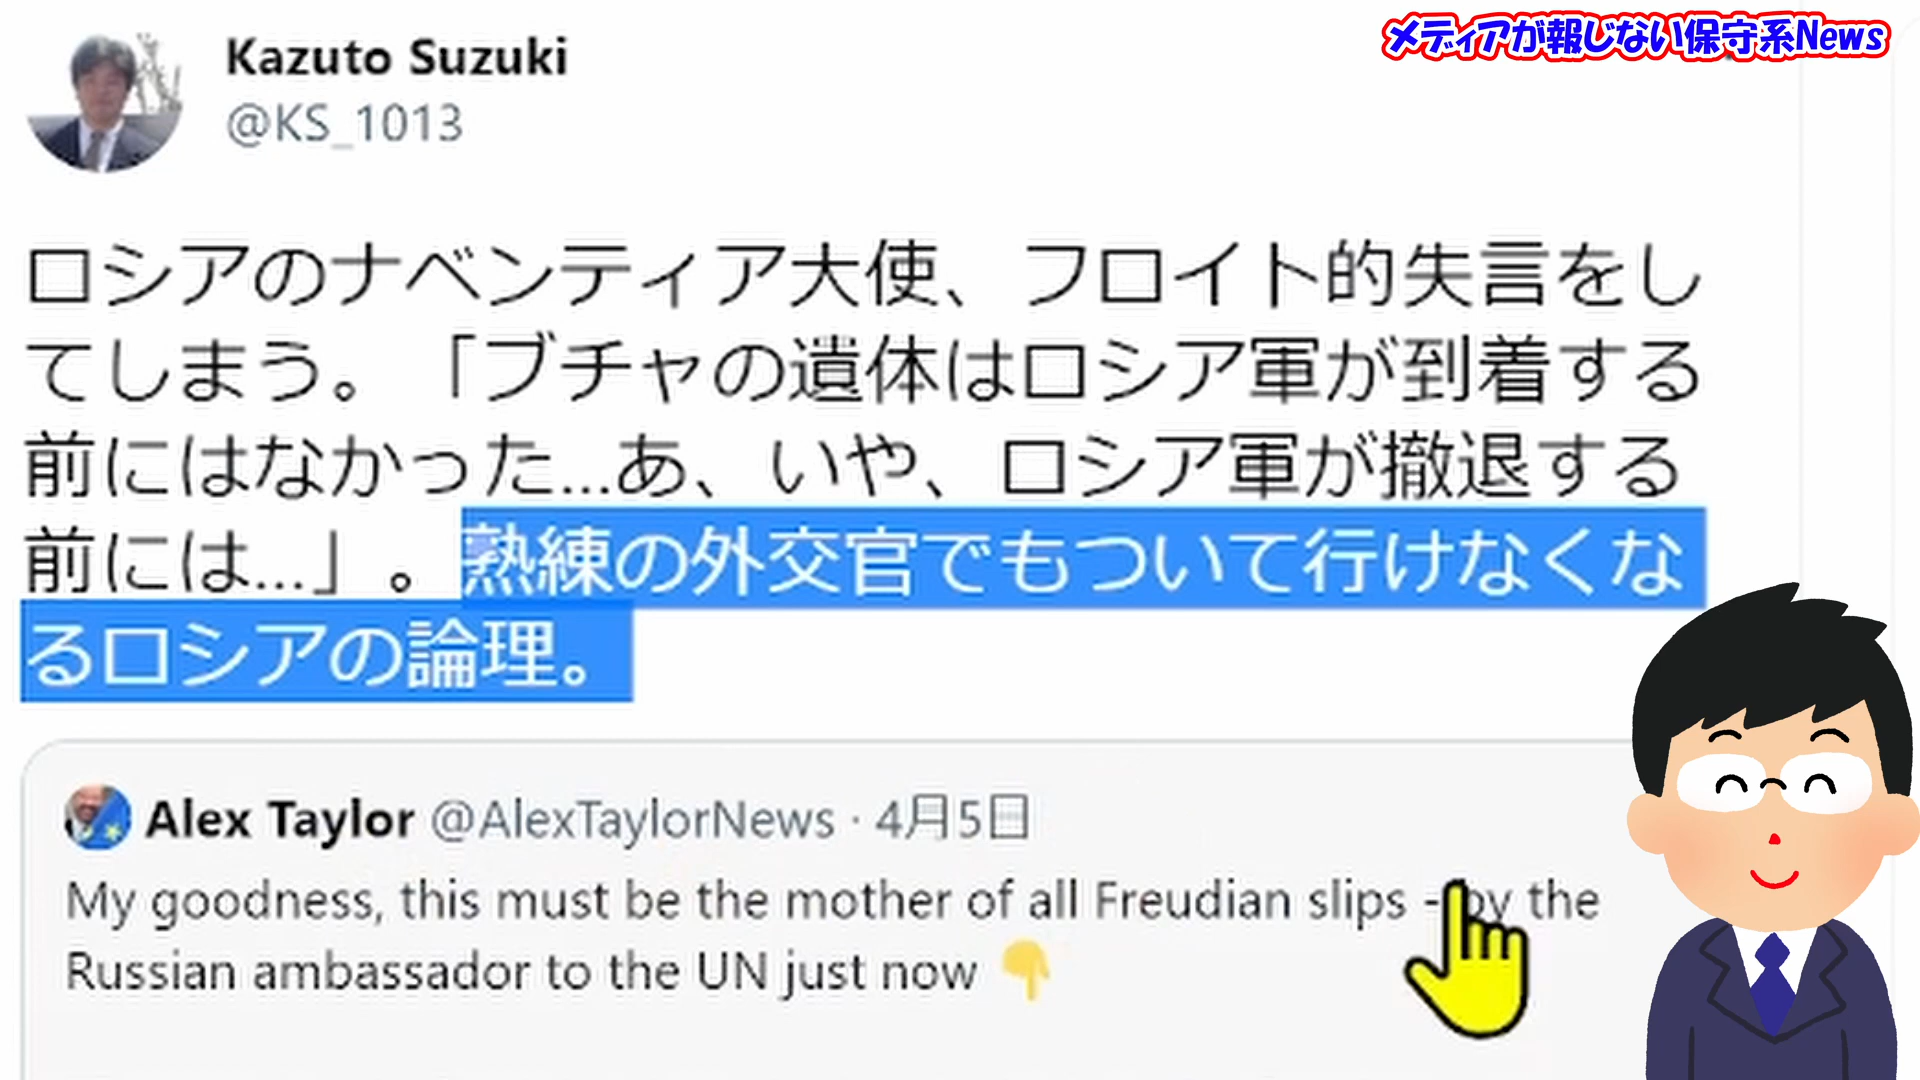 メディアが報じない保守系News
Kazuto Suzuki
@KS_1013
ロシアのナベンティア大使、フロイト的失言をし
てしまう。「ブチャの遺体はロシア軍が到着する
前にはなかった...あ、いや、ロシア軍が撤退する
前には...」。熟練の外交官でもついて行けなくな
るロシアの論理。
Alex Taylor @AlexTaylorNews · 4月5日
My goodness, this must be the mother of all Freudian slips - by the
Russian ambassador to the UN just now 👇